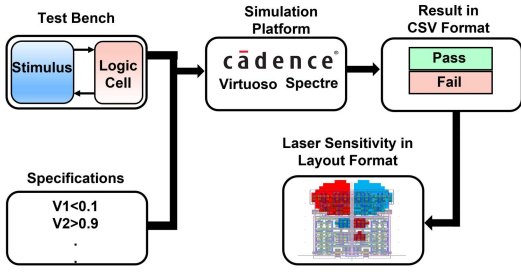 Test Bench
Stimulus
Logic
Cell
Simulation
Platform
cādence®
Virtuoso Spectre
Result in
CSV Format
Pass
Fail
Specifications
V1<0.1
V2>0.9
.
.
Laser Sensitivity in
Layout Format